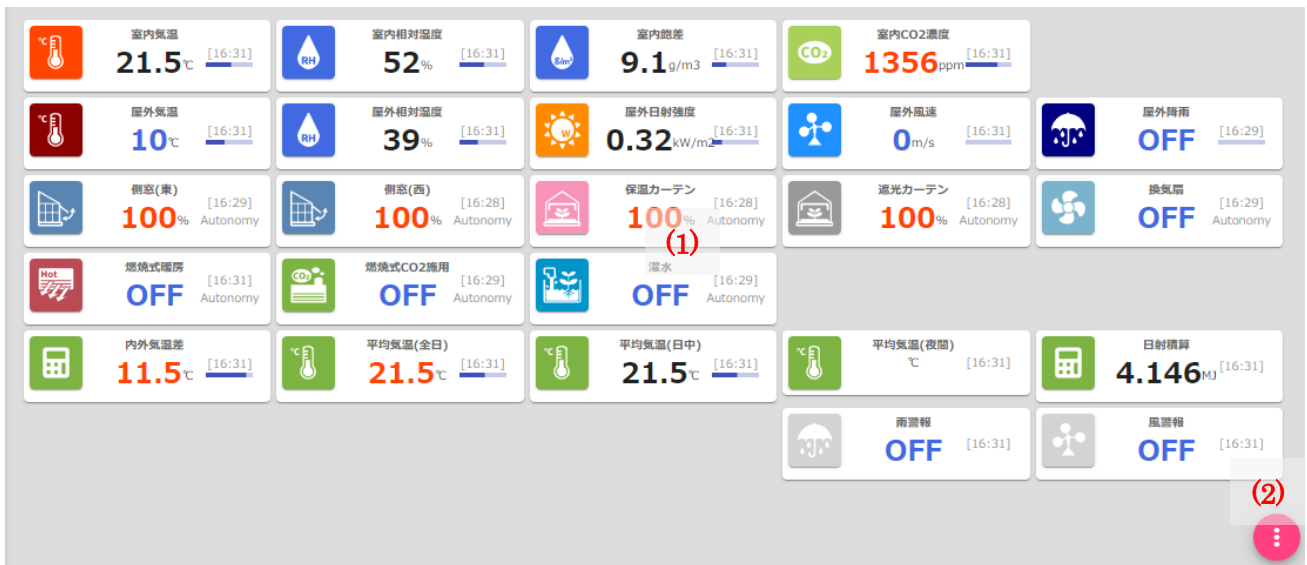 ℃ 室内気温 21.5℃ [16:31]
RH 室内相対湿度 52% [16:31]
g/m³ 室内飽差 9.1g/m3 [16:31]
CO₂ 室内CO2濃度 1356ppm [16:31]
℃ 屋外気温 10℃ [16:31]
RH 屋外相対湿度 39% [16:31]
W 屋外日射強度 0.32kW/m2 [16:31]
屋外風速 0m/s [16:31]
屋外降雨 OFF [16:29]
側窓(東) 100% [16:29] Autonomy
側窓(西) 100% [16:28] Autonomy
保温カーテン 100% [16:28] Autonomy
(1)
遮光カーテン 100% [16:28] Autonomy
換気扇 OFF [16:29] Autonomy
Hot 燃焼式暖房 OFF [16:31] Autonomy
CO₂ 燃焼式CO2施用 OFF [16:29] Autonomy
灌水 OFF [16:29] Autonomy
内外気温差 11.5℃ [16:31]
℃ 平均気温(全日) 21.5℃ [16:31]
℃ 平均気温(日中) 21.5℃ [16:31]
℃ 平均気温(夜間) ℃ [16:31]
日射積算 4.146MJ [16:31]
雨警報 OFF [16:31]
風警報 OFF [16:31]
(2)